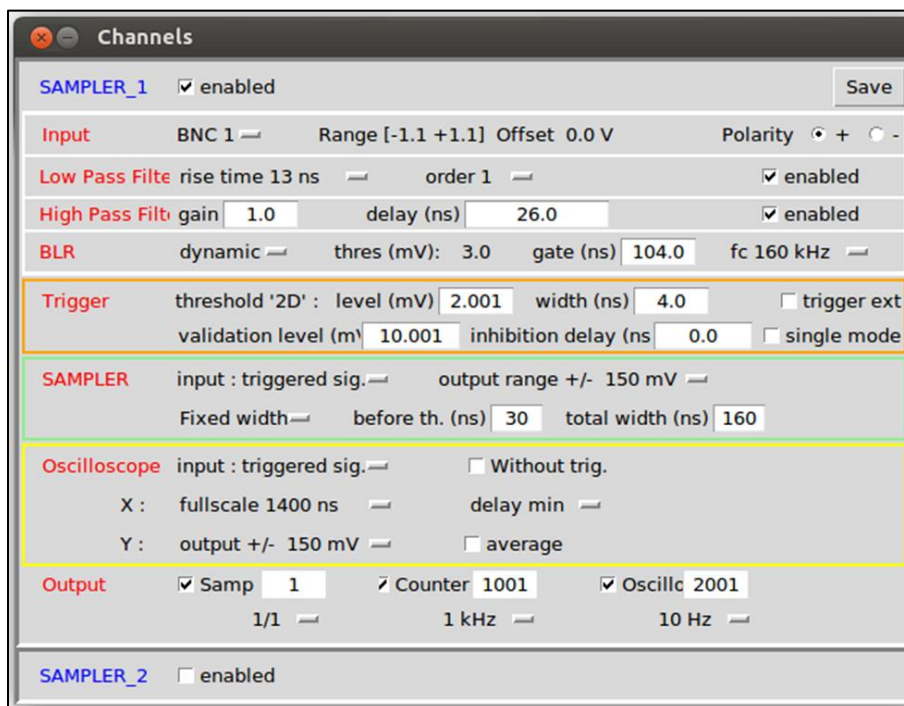 Channels
SAMPLER_1 enabled Save
Input BNC 1 Range [-1.1 +1.1] Offset 0.0 V Polarity + -
Low Pass Filte rise time 13 ns order 1 enabled
High Pass Filt gain 1.0 delay (ns) 26.0 enabled
BLR dynamic thres (mV): 3.0 gate (ns) 104.0 fc 160 kHz
Trigger threshold '2D' : level (mV) 2.001 width (ns) 4.0 trigger ext
validation level (m 10.001 inhibition delay (ns 0.0 single mode
SAMPLER input : triggered sig. output range +/- 150 mV
Fixed width before th. (ns) 30 total width (ns) 160
Oscilloscope input : triggered sig. Without trig.
X : fullscale 1400 ns delay min
Y : output +/- 150 mV average
Output Samp 1 Counter 1001 Oscillo 2001
1/1 1 kHz 10 Hz
SAMPLER_2 enabled